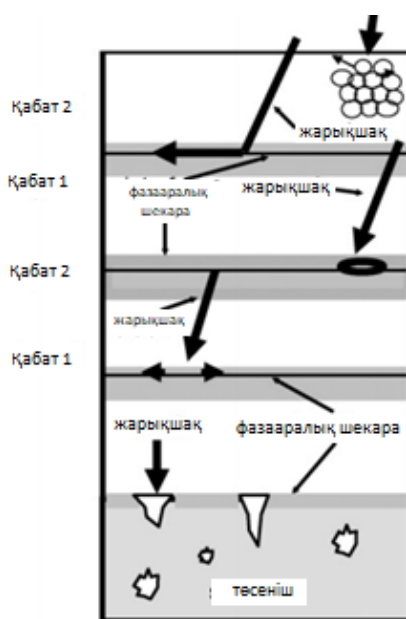 Қабат 2
жарықшақ
Қабат 1
фазааралық
шекара
жарықшақ
Қабат 2
жарықшақ
Қабат 1
жарықшақ
фазааралық шекара
төсеніш